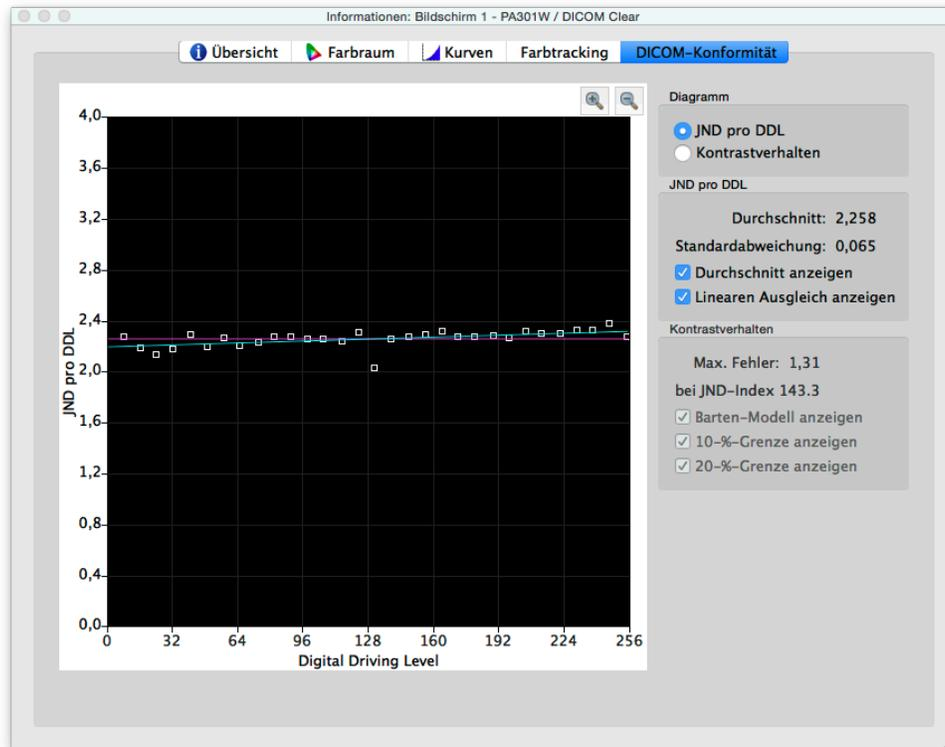 Informationen: Bildschirm 1 - PA301W / DICOM Clear
Übersicht Farbraum Kurven Farbtracking DICOM-Konformität
4,0
3,6
3,2
2,8
2,4
2,0
1,6
1,2
0,8
0,4
0,0
JND pro DDL
0 32 64 96 128 160 192 224 256
Digital Driving Level
Diagramm
JND pro DDL
Kontrastverhalten
JND pro DDL
Durchschnitt: 2,258
Standardabweichung: 0,065
Durchschnitt anzeigen
Linearen Ausgleich anzeigen
Kontrastverhalten
Max. Fehler: 1,31
bei JND-Index 143.3
Barten-Modell anzeigen
10-%-Grenze anzeigen
20-%-Grenze anzeigen